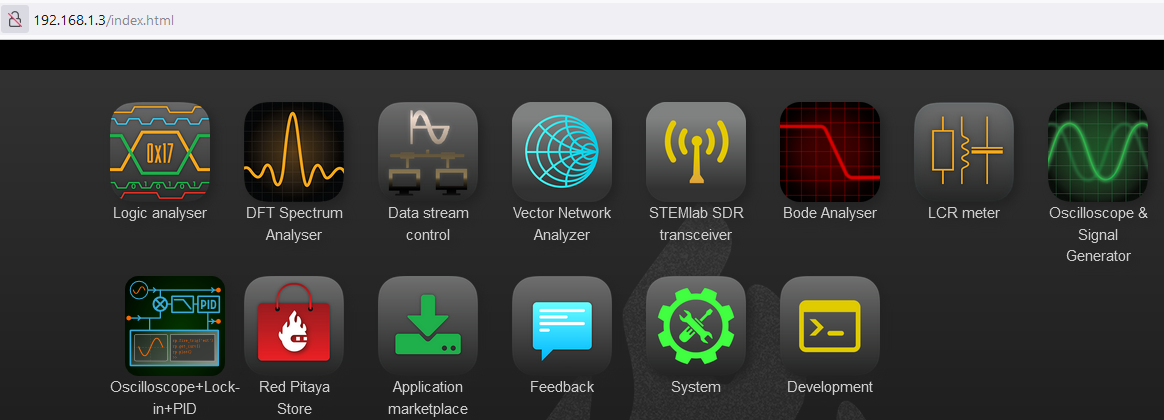 192.168.1.3/index.html
0x17
Logic analyser
DFT Spectrum
Analyser
Data stream
control
Vector Network
Analyzer
STEMlab SDR
transceiver
Bode Analyser
LCR meter
Oscilloscope &
Signal
Generator
PID
Oscilloscope+Lock-
in+PID
Red Pitaya
Store
Application
marketplace
Feedback
System
Development